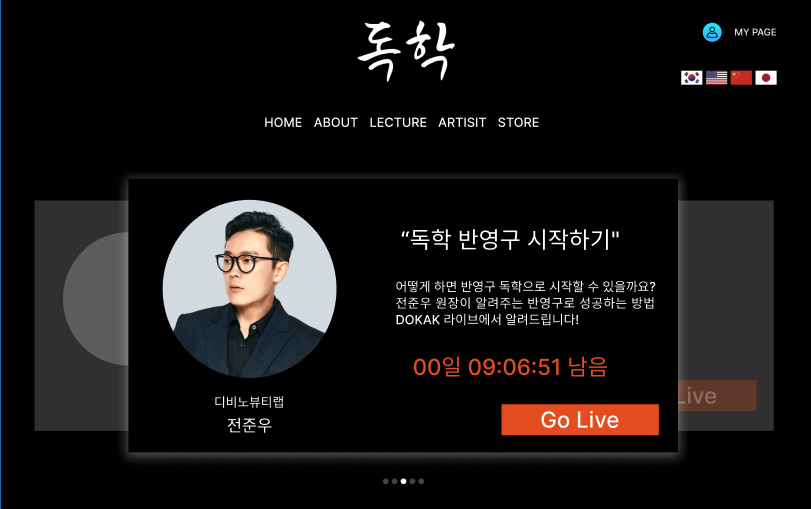 독학
MY PAGE
HOME ABOUT LECTURE ARTISIT STORE
“독학 반영구 시작하기"
어떻게 하면 반영구 독학으로 시작할 수 있을까요?
전준우 원장이 알려주는 반영구로 성공하는 방법
DOKAK 라이브에서 알려드립니다!
00일 09:06:51 남음
Go Live
디비노뷰티랩
전준우
Live